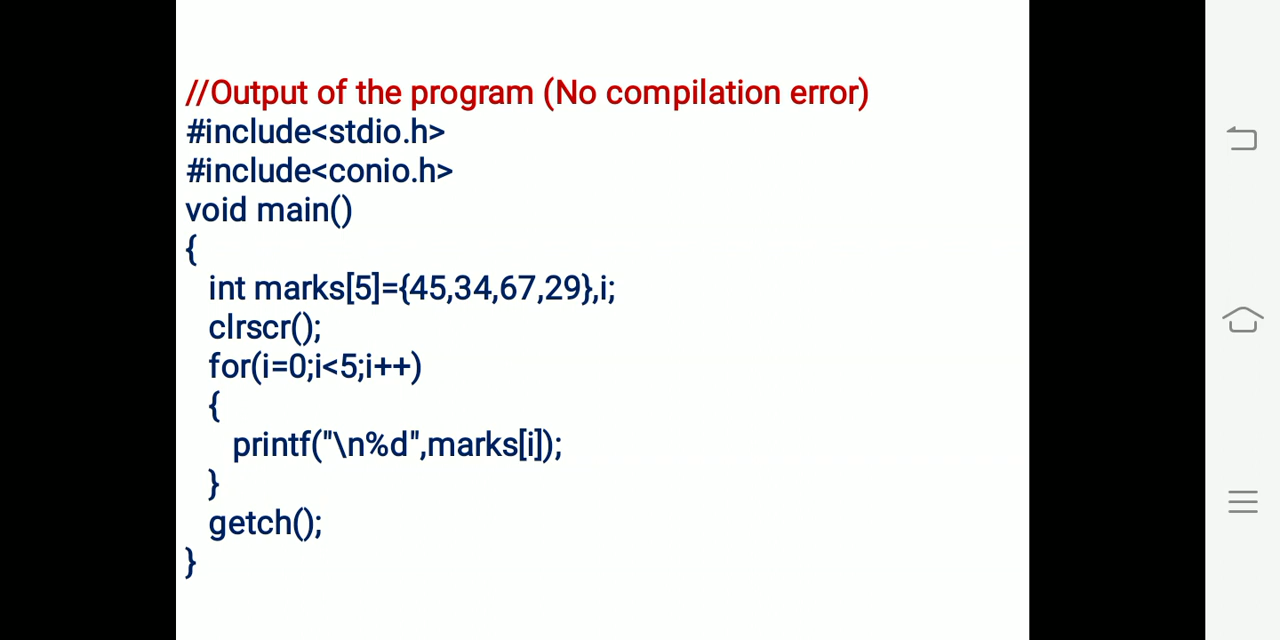 //Output of the program (No compilation error)
#include<stdio.h>
#include<conio.h>
void main()
{
int marks[5]={45,34,67,29},i;
clrscr();
for(i=0;i<5;i++)
{
printf("\n%d",marks[i]);
}
getch();
}